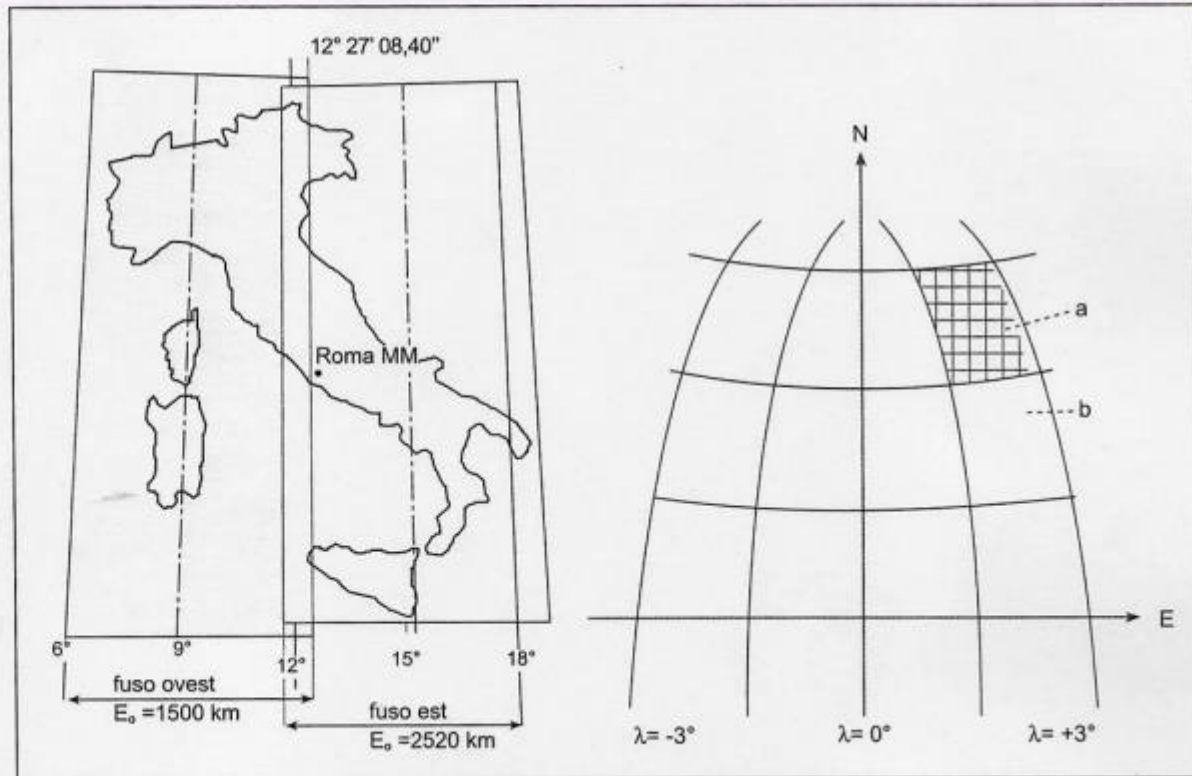 12° 27' 08,40"
Roma MM
6°
9°
12°
15°
18°
fuso ovest
E₀ =1500 km
fuso est
E₀ =2520 km
N
a
b
E
λ= -3°
λ= 0°
λ= +3°